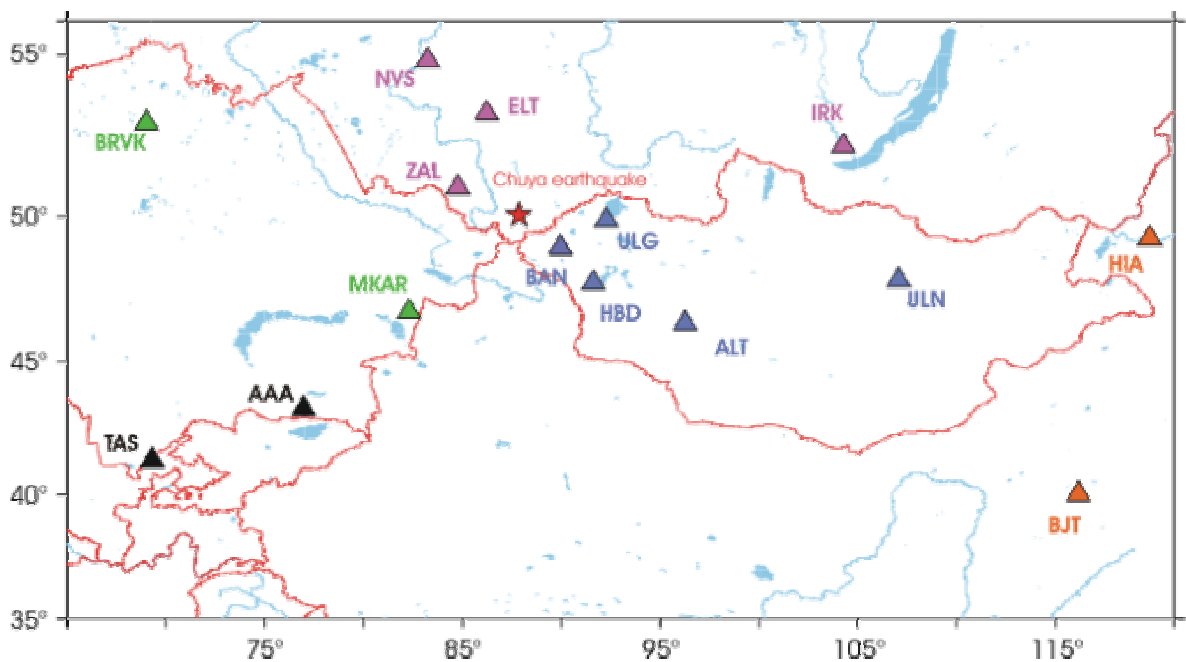 55°
NVS
ELT
IRK
BRVK
ZAL
Chuya earthquake
50°
ULG
HIA
BAN
MKAR
HBD
ULN
ALT
45°
AAA
TAS
40°
BJT
35°
75°
85°
95°
105°
115°